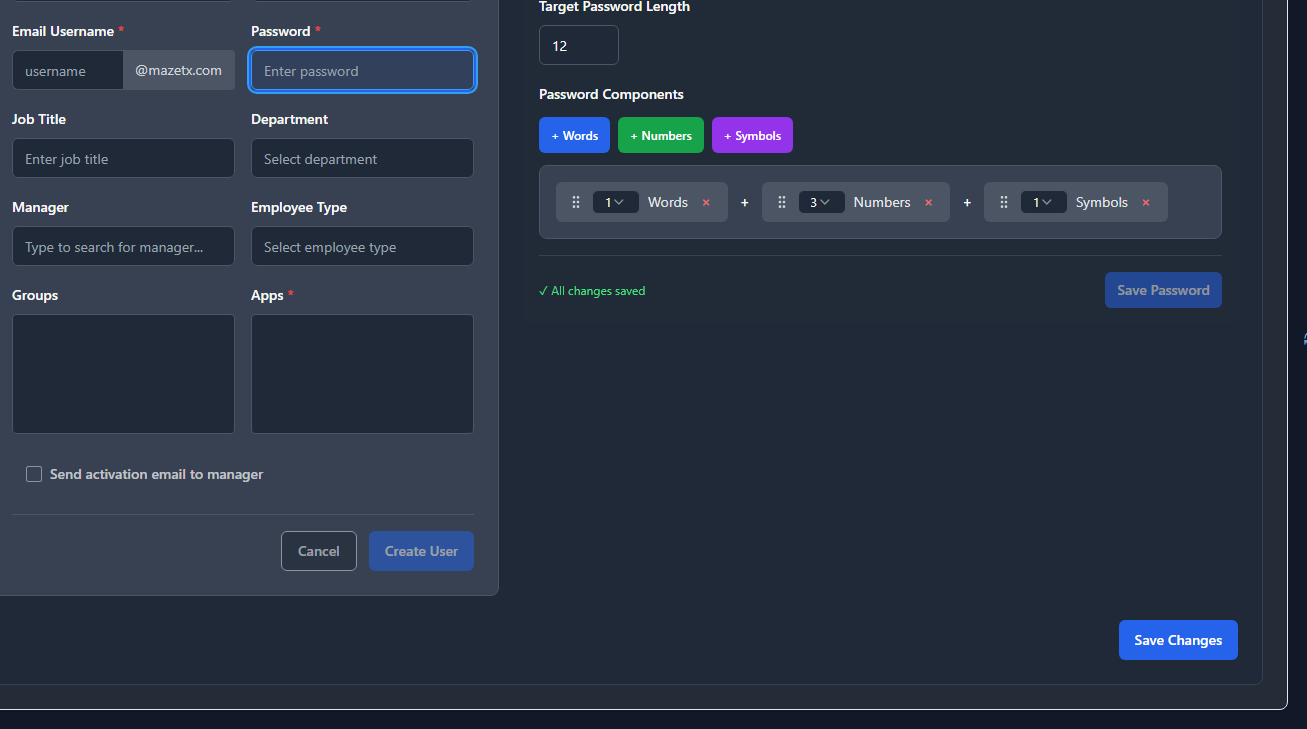 Email Username *
Password *
username
@mazetx.com
Enter password
Job Title
Department
Enter job title
Select department
Manager
Employee Type
Type to search for manager...
Select employee type
Groups
Apps *
Send activation email to manager
Cancel
Create User
Target Password Length
12
Password Components
+ Words
+ Numbers
+ Symbols
1 Words × + 3 Numbers × + 1 Symbols ×
✓ All changes saved
Save Password
Save Changes